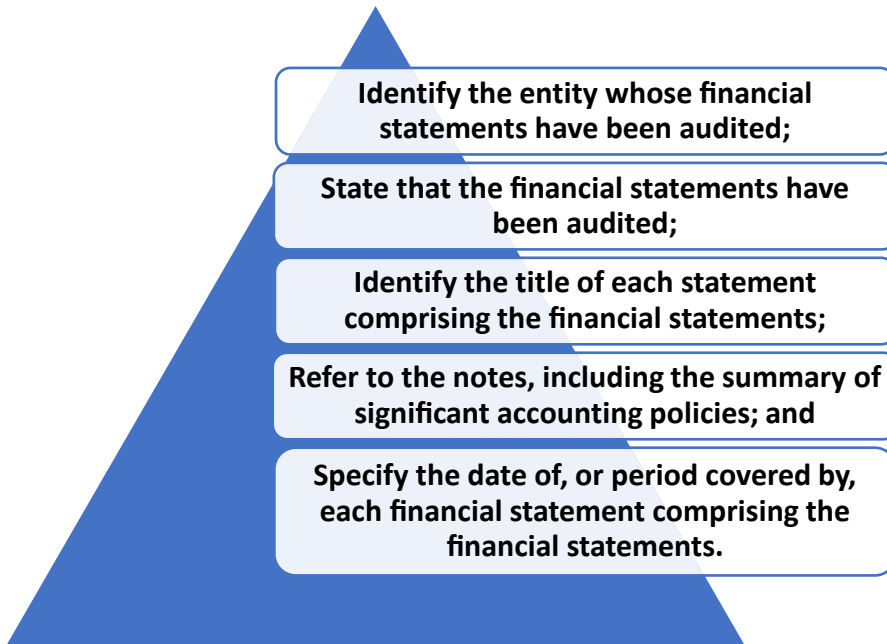 Identify the entity whose financial
statements have been audited;
State that the financial statements have
been audited;
Identify the title of each statement
comprising the financial statements;
Refer to the notes, including the summary of
significant accounting policies; and
Specify the date of, or period covered by,
each financial statement comprising the
financial statements.